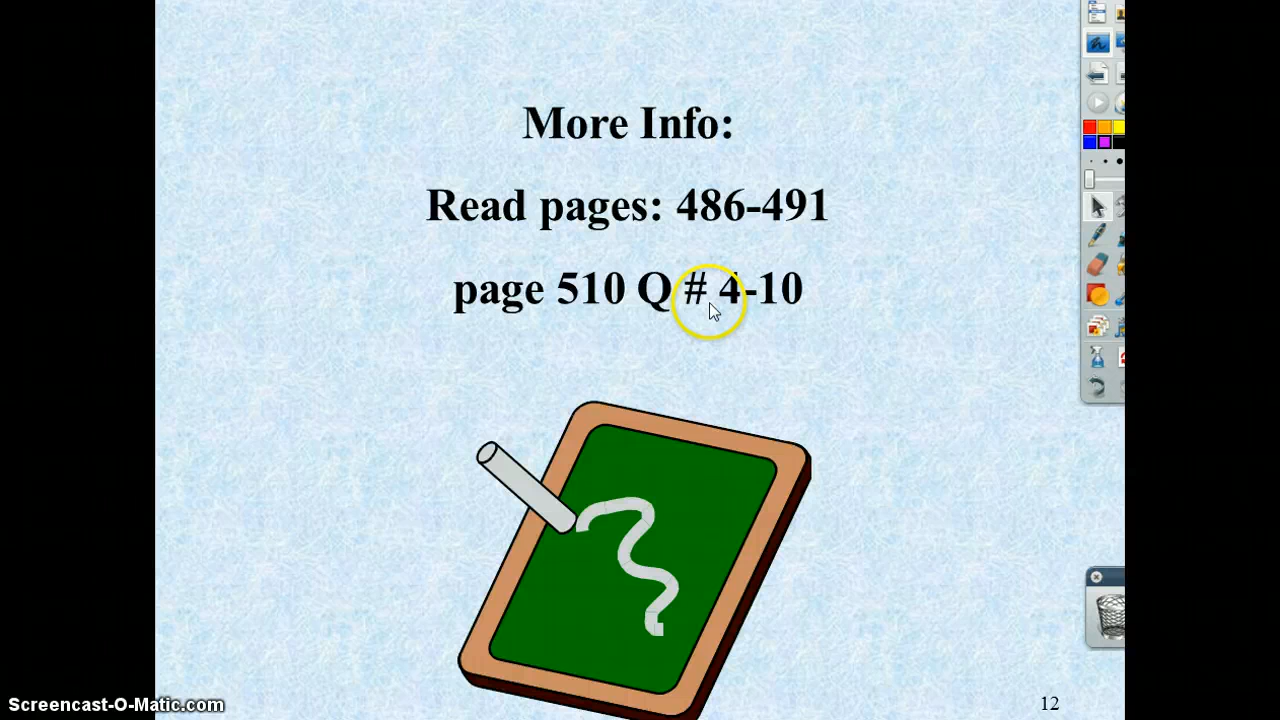 More Info:
Read pages: 486-491
page 510 Q # 4-10
Screencast-O-Matic.com
12